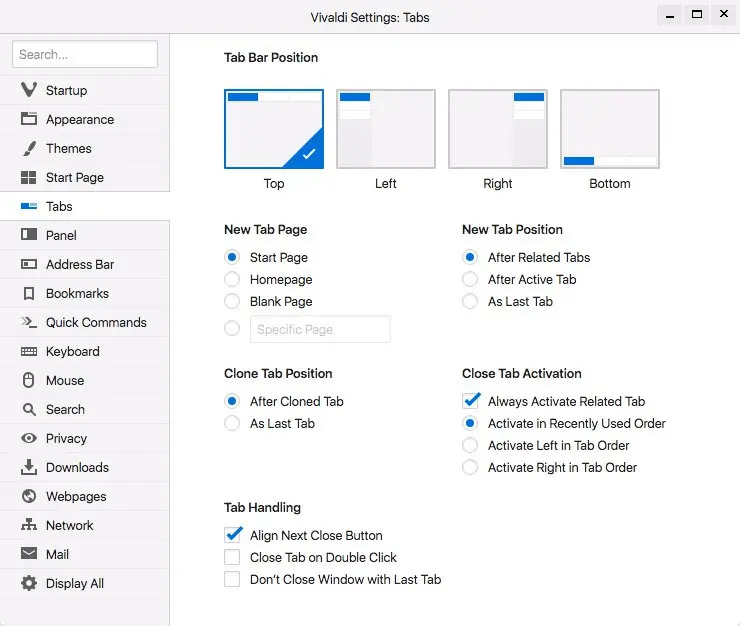 Vivaldi Settings: Tabs
Search...
Startup
Appearance
Themes
Start Page
Tabs
Panel
Address Bar
Bookmarks
Quick Commands
Keyboard
Mouse
Search
Privacy
Downloads
Webpages
Network
Mail
Display All
Tab Bar Position
Top Left Right Bottom
New Tab Page
Start Page
Homepage
Blank Page
Specific Page
New Tab Position
After Related Tabs
After Active Tab
As Last Tab
Clone Tab Position
After Cloned Tab
As Last Tab
Close Tab Activation
Always Activate Related Tab
Activate in Recently Used Order
Activate Left in Tab Order
Activate Right in Tab Order
Tab Handling
Align Next Close Button
Close Tab on Double Click
Don't Close Window with Last Tab